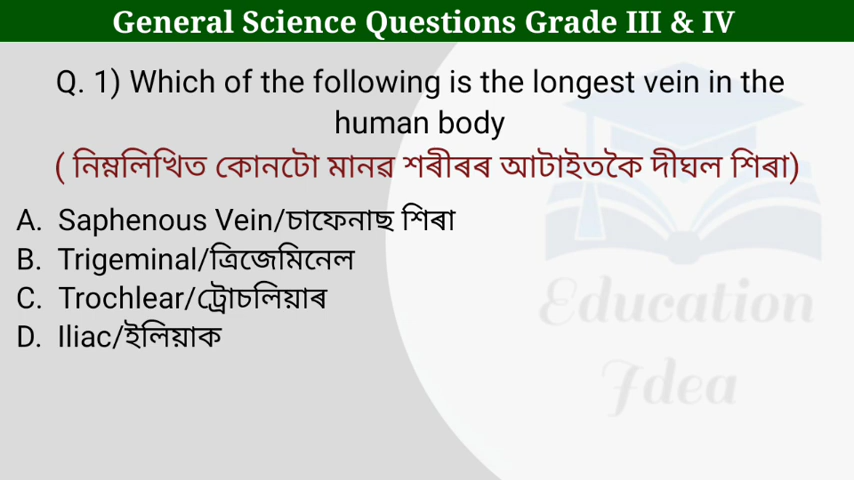 General Science Questions Grade III & IV
Q. 1) Which of the following is the longest vein in the
human body
( নিম্নলিখিত কোনটো মানৱ শৰীৰৰ আটাইতকৈ দীঘল শিৰা)
A. Saphenous Vein/চাফেনাছ শিৰা
B. Trigeminal/ত্ৰিজেমিনেল
C. Trochlear/ট্ৰোচলিয়াৰ
D. Iliac/ইলিয়াক
Education
Idea